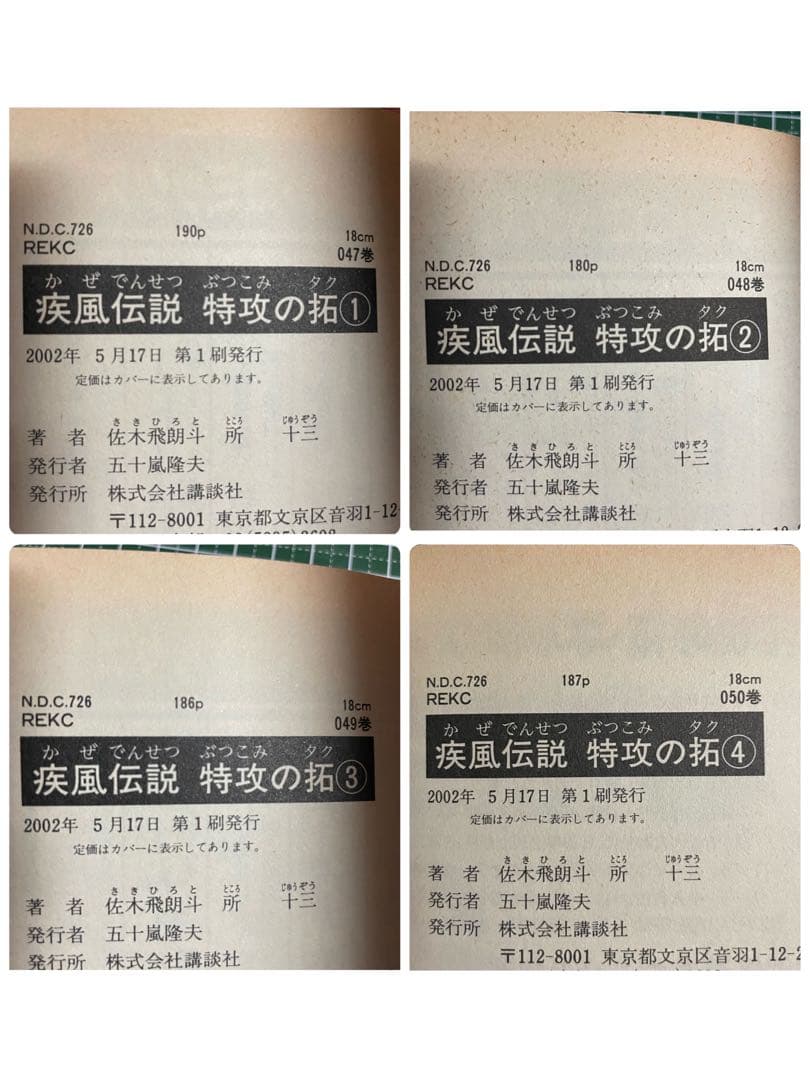 N.D.C.726 190p 18cm
REKC 047巻
かぜでんせつ ぶつこみ タク
疾風伝説 特攻の拓①
2002年 5月17日 第1刷発行
定価はカバーに表示してあります。
さきひろと ところ じゅうぞう
著者 佐木飛朗斗 所 十三
発行者 五十嵐隆夫
発行所 株式会社講談社
〒112-8001 東京都文京区音羽1-12-
N.D.C.726 180p 18cm
REKC 048巻
かぜでんせつ ぶつこみ タク
疾風伝説 特攻の拓②
2002年 5月17日 第1刷発行
定価はカバーに表示してあります。
さきひろと ところ じゅうぞう
著者 佐木飛朗斗 所 十三
発行者 五十嵐隆夫
発行所 株式会社講談社
N.D.C.726 186p 18cm
REKC 049巻
かぜでんせつ ぶつこみ タク
疾風伝説 特攻の拓③
2002年 5月17日 第1刷発行
定価はカバーに表示してあります。
さきひろと ところ じゅうぞう
著者 佐木飛朗斗 所 十三
発行者 五十嵐隆夫
発行所 株式会社講談社
N.D.C.726 187p 18cm
REKC 050巻
かぜでんせつ ぶつこみ タク
疾風伝説 特攻の拓④
2002年 5月17日 第1刷発行
定価はカバーに表示してあります。
さきひろと ところ じゅうぞう
著者 佐木飛朗斗 所 十三
発行者 五十嵐隆夫
発行所 株式会社講談社
〒112-8001 東京都文京区音羽1-12-2